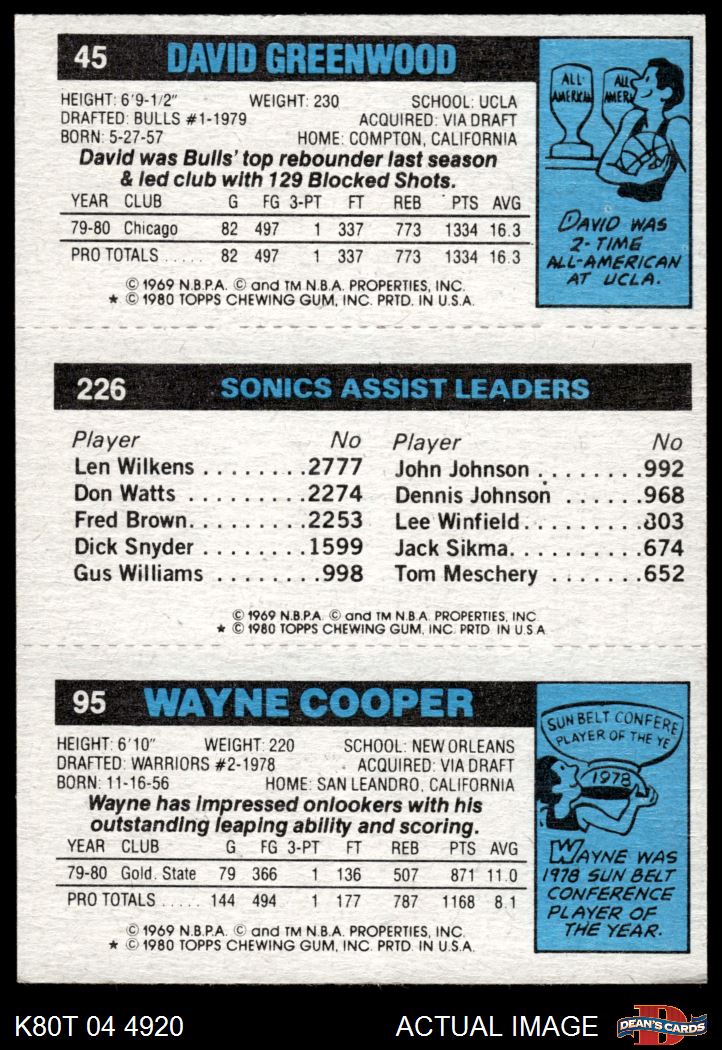 45 DAVID GREENWOOD
HEIGHT: 6'9-1/2" WEIGHT: 230 SCHOOL: UCLA
DRAFTED: BULLS #1-1979 ACQUIRED: VIA DRAFT
BORN: 5-27-57 HOME: COMPTON, CALIFORNIA
David was Bulls' top rebounder last season
& led club with 129 Blocked Shots.
YEAR CLUB G FG 3-PT FT REB PTS AVG
79-80 Chicago 82 497 1 337 773 1334 16.3
PRO TOTALS ..... 82 497 1 337 773 1334 16.3
© 1969 N.B.P.A. © and TM N.B.A. PROPERTIES, INC.
★ © 1980 TOPPS CHEWING GUM, INC. PRTD. IN U.S.A.
ALL AMERICAN
ALL AMER
DAVID WAS
2-TIME
ALL-AMERICAN
AT UCLA.
226 SONICS ASSIST LEADERS
Player No Player No
Len Wilkens ........2777 John Johnson ........992
Don Watts ........2274 Dennis Johnson ......968
Fred Brown.........2253 Lee Winfield.........803
Dick Snyder ........1599 Jack Sikma..........674
Gus Williams ........998 Tom Meschery .......652
© 1969 N.B.P.A. © and TM N.B.A. PROPERTIES, INC
★ © 1980 TOPPS CHEWING GUM, INC. PRTD IN U.S.A
95 WAYNE COOPER
HEIGHT: 6'10" WEIGHT: 220 SCHOOL: NEW ORLEANS
DRAFTED: WARRIORS #2-1978 ACQUIRED: VIA DRAFT
BORN: 11-16-56 HOME: SAN LEANDRO, CALIFORNIA
Wayne has impressed onlookers with his
outstanding leaping ability and scoring.
YEAR CLUB G FG 3-PT FT REB PTS AVG
79-80 Gold. State 79 366 1 136 507 871 11.0
PRO TOTALS ..... 144 494 1 177 787 1168 8.1
© 1969 N.B.P.A. © and TM N.B.A. PROPERTIES, INC.
★ © 1980 TOPPS CHEWING GUM, INC. PRTD. IN U.S.A.
SUN BELT CONFERE
PLAYER OF THE YE
1978
WAYNE WAS
1978 SUN BELT
CONFERENCE
PLAYER OF
THE YEAR.
K80T 04 4920 ACTUAL IMAGE D DEAN'S CARDS